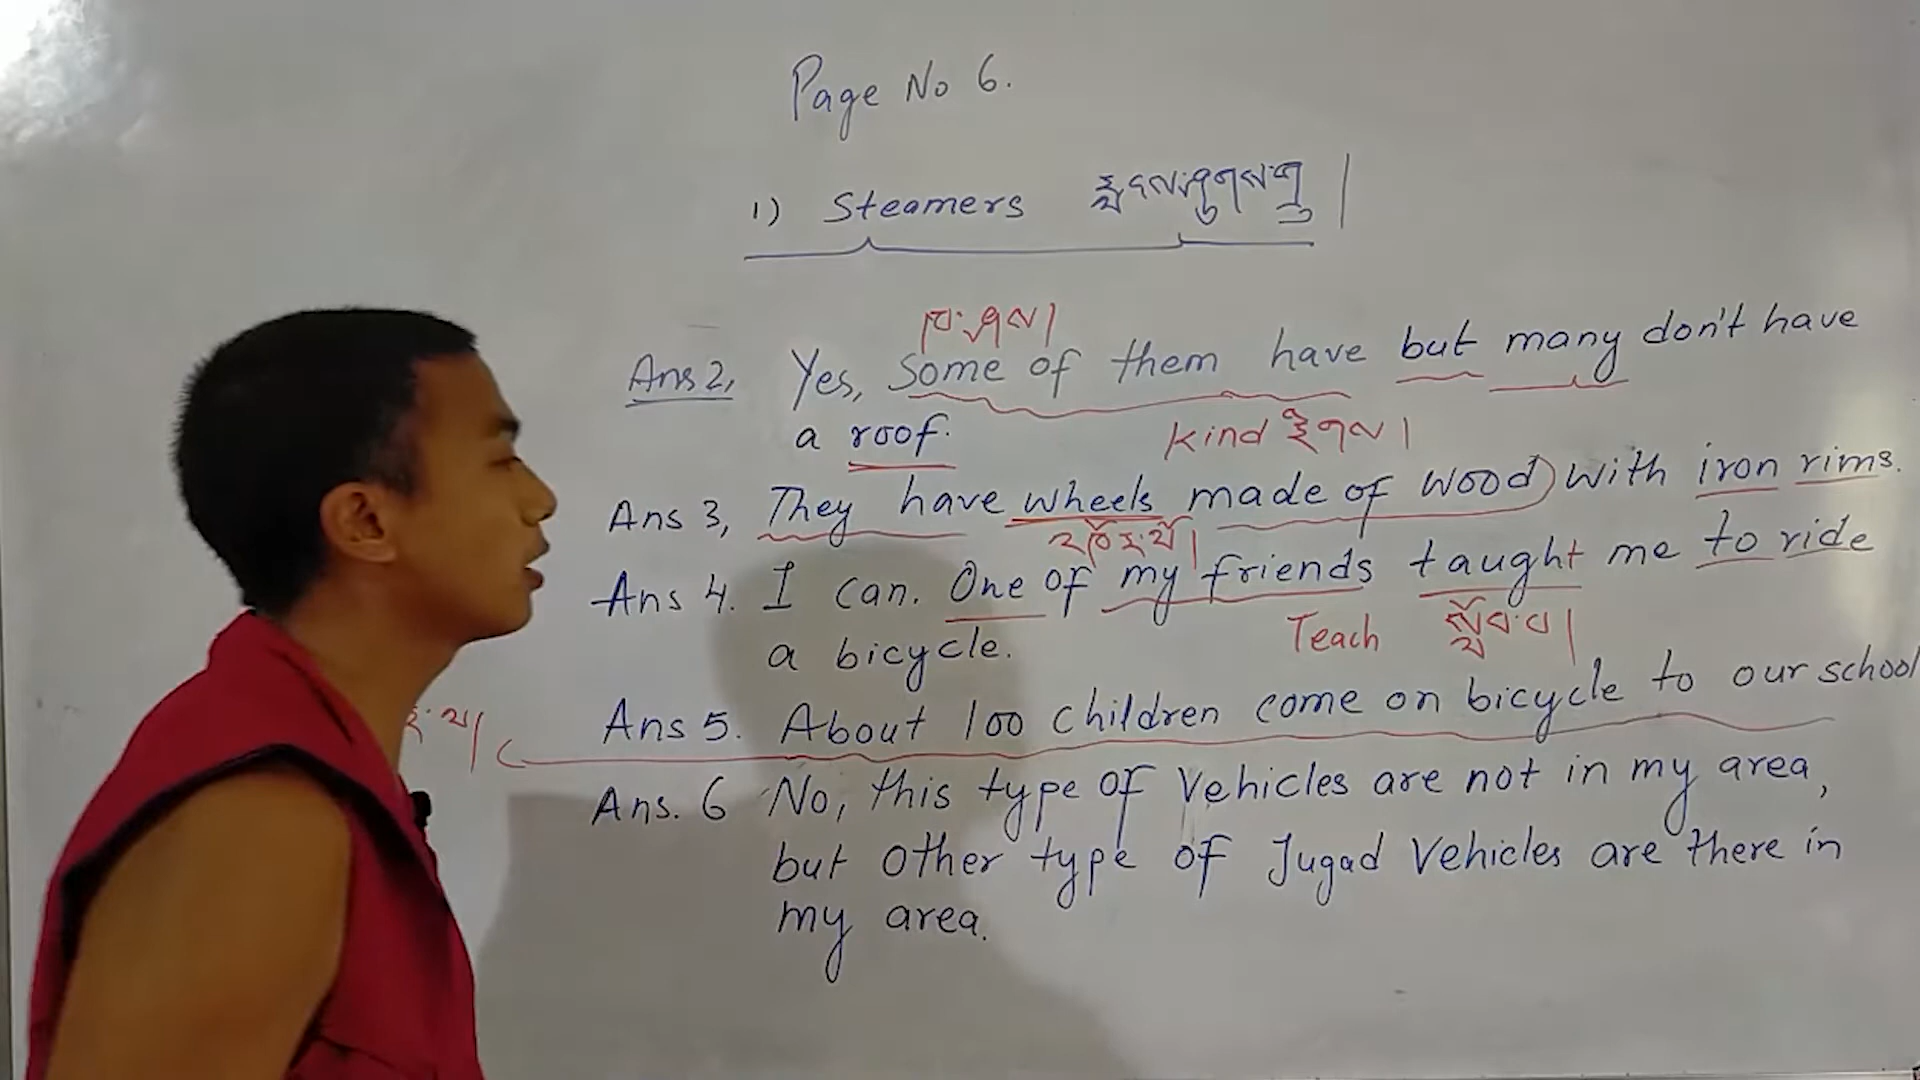 Page No 6.
1) Steamers
ཁ་ཤས།
Ans 2, Yes, Some of them have but many don't have
a roof.
Kind རིགས།
Ans 3, They have wheels made of wood) with iron rims.
འཁོར་ལོ།
Ans 4. I can. One of my friends taught me to ride
Teach སློབ་པ།
a bicycle.
Ans 5. About 100 children come on bicycle to our school
Ans. 6 No, this type of Vehicles are not in my area,
but other type of Jugad Vehicles are there in
my area.